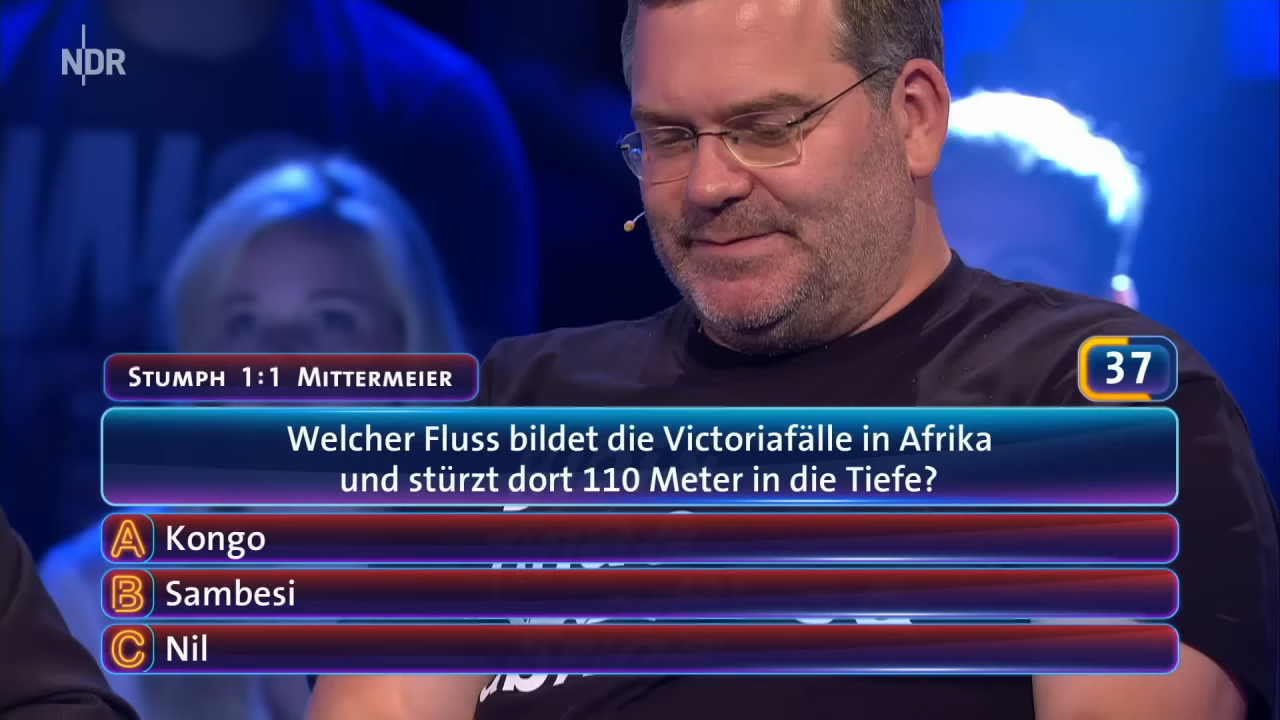 NDR
STUMPH 1:1 MITTERMEIER
37
Welcher Fluss bildet die Victoriafälle in Afrika
und stürzt dort 110 Meter in die Tiefe?
A Kongo
B Sambesi
C Nil